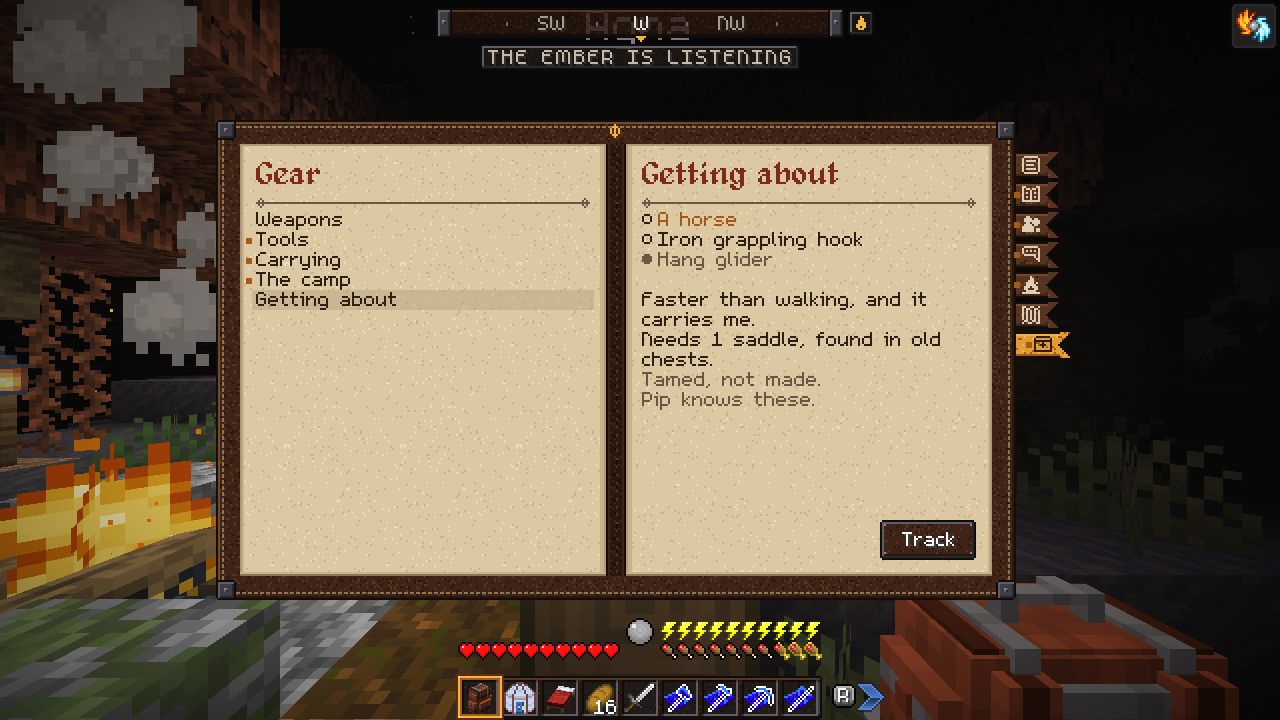 SW W NW
THE EMBER IS LISTENING
Gear
Weapons
Tools
Carrying
The camp
Getting about
Getting about
A horse
Iron grappling hook
Hang glider
Faster than walking, and it
carries me.
Needs 1 saddle, found in old
chests.
Tamed, not made.
Pip knows these.
Track
16
R